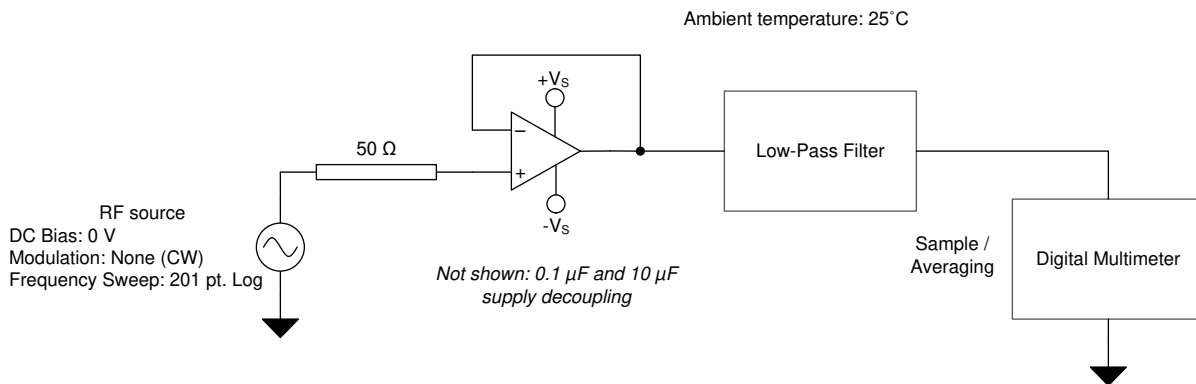 Ambient temperature: 25˚C
+VS
−
50 Ω
+
-VS
Low-Pass Filter
RF source
DC Bias: 0 V
Modulation: None (CW)
Frequency Sweep: 201 pt. Log
Not shown: 0.1 µF and 10 µF
supply decoupling
Sample /
Averaging
Digital Multimeter